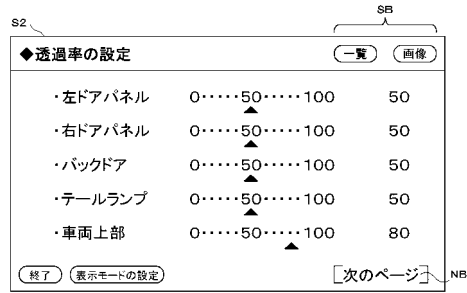 SB
S2
◆透過率の設定 一覧 画像
・左ドアパネル 0・・・・・50・・・・・100 50
・右ドアパネル 0・・・・・50・・・・・100 50
・バックドア 0・・・・・50・・・・・100 50
・テールランプ 0・・・・・50・・・・・100 50
・車両上部 0・・・・・50・・・・・100 80
終了 表示モードの設定 [次のページ] NB